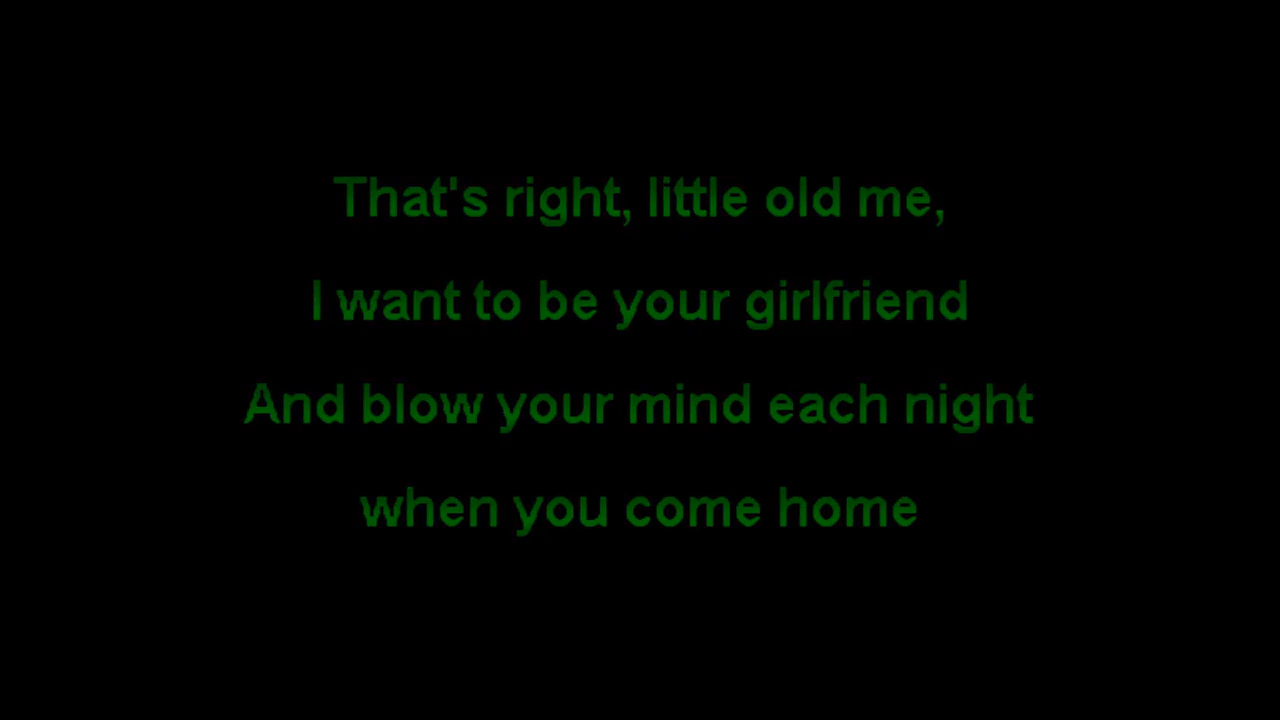 That's right, little old me,
I want to be your girlfriend
And blow your mind each night
when you come home